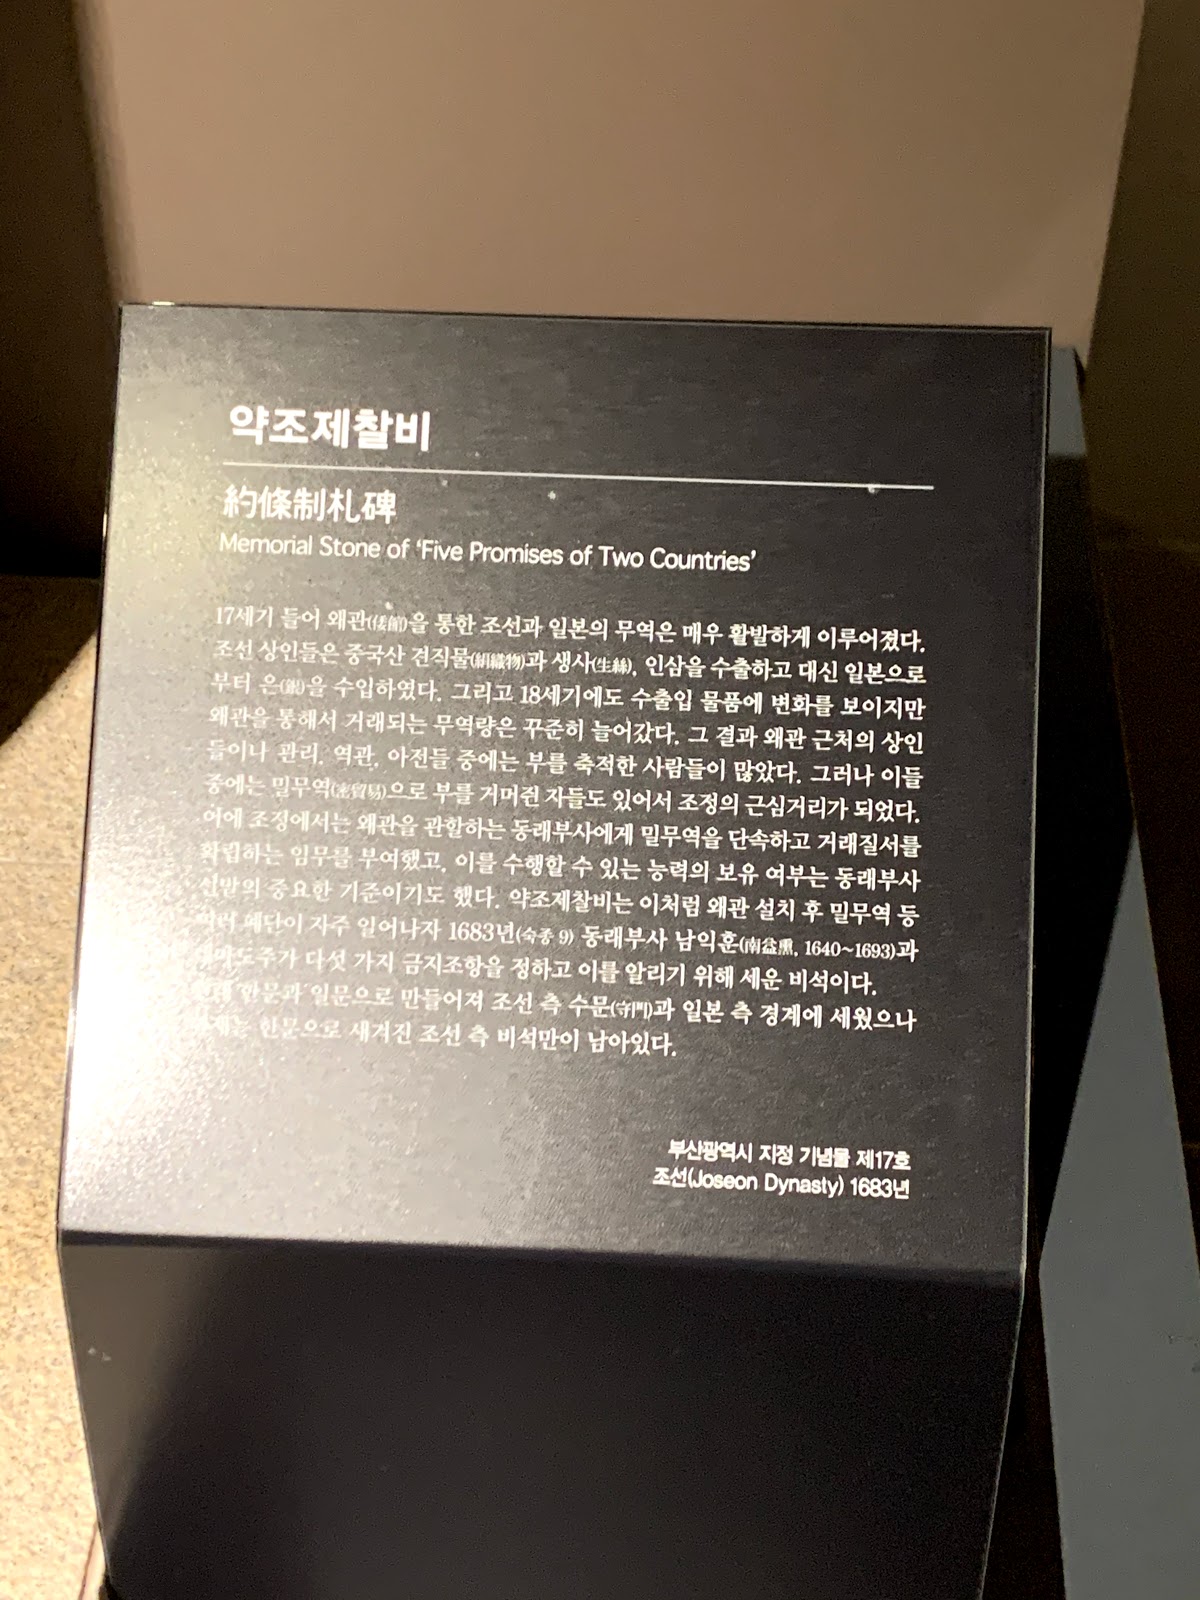 약조제찰비
約條制札碑
Memorial Stone of ‘Five Promises of Two Countries’
17세기 들어 왜관(倭館)을 통한 조선과 일본의 무역은 매우 활발하게 이루어졌다.
조선 상인들은 중국산 견직물(絹織物)과 생사(生絲), 인삼을 수출하고 대신 일본으로
부터 은(銀)을 수입하였다. 그리고 18세기에도 수출입 물품에 변화를 보이지만
왜관을 통해서 거래되는 무역량은 꾸준히 늘어갔다. 그 결과 왜관 근처의 상인
들이나 관리, 역관, 아전들 중에는 부를 축적한 사람들이 많았다. 그러나 이들
중에는 밀무역(密貿易)으로 부를 거머쥔 자들도 있어서 조정의 근심거리가 되었다.
이에 조정에서는 왜관을 관할하는 동래부사에게 밀무역을 단속하고 거래질서를
확립하는 임무를 부여했고, 이를 수행할 수 있는 능력의 보유 여부는 동래부사
선발의 중요한 기준이기도 했다. 약조제찰비는 이처럼 왜관 설치 후 밀무역 등
여러 폐단이 자주 일어나자 1683년(숙종 9) 동래부사 남익훈(南益熏, 1640~1693)과
대마도주가 다섯 가지 금지조항을 정하고 이를 알리기 위해 세운 비석이다.
한문과 일문으로 만들어져 조선 측 수문(守門)과 일본 측 경계에 세웠으나
한문으로 새겨진 조선 측 비석만이 남아있다.
부산광역시 지정 기념물 제17호
조선(Joseon Dynasty) 1683년